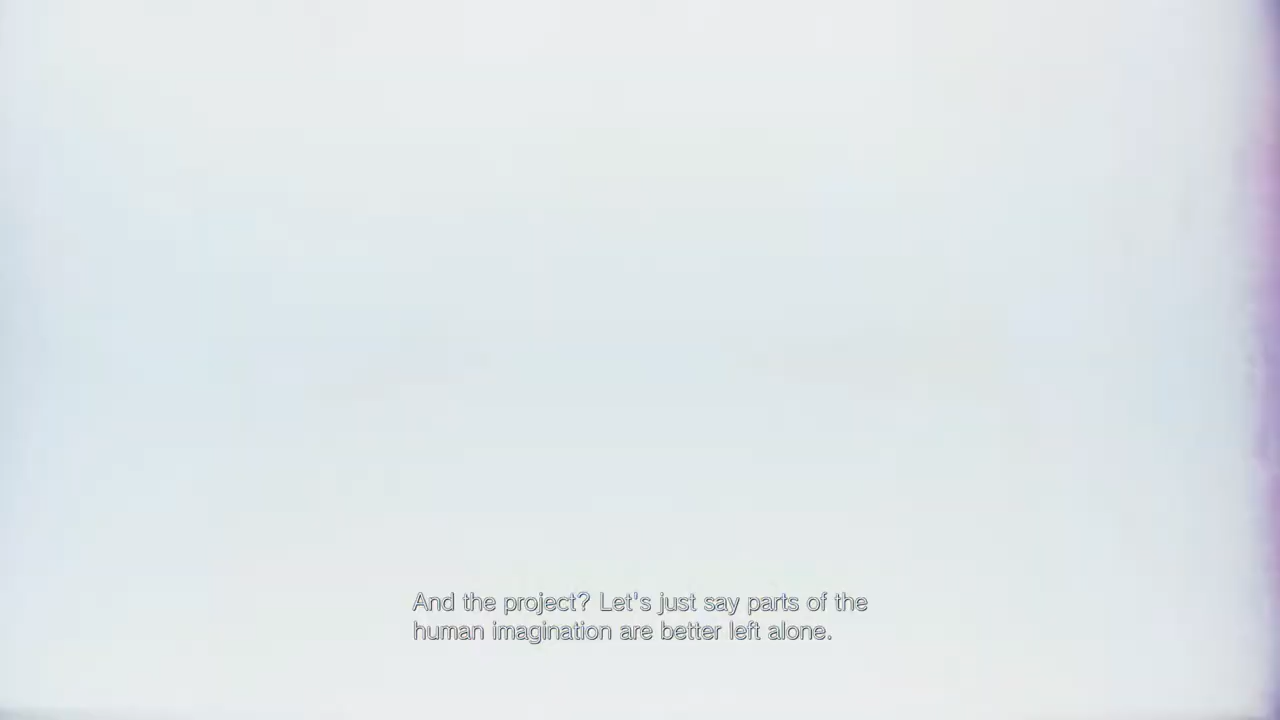 And the project? Let's just say parts of the
human imagination are better left alone.